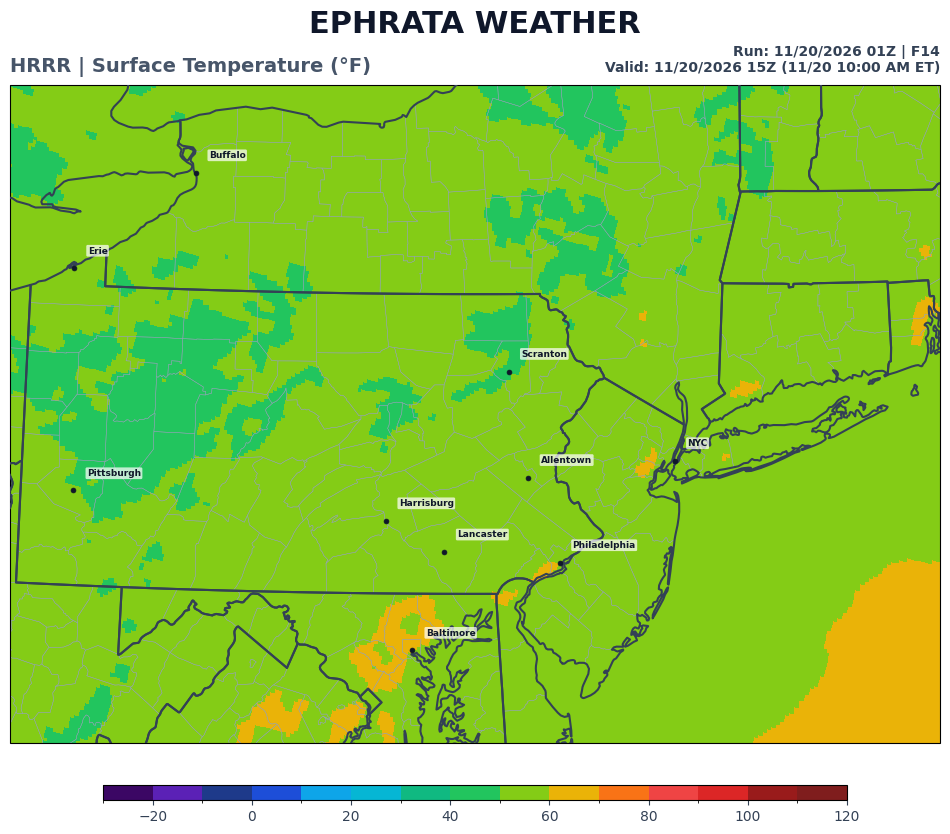 EPHRATA WEATHER
HRRR | Surface Temperature (°F)
Run: 11/20/2026 01Z | F14
Valid: 11/20/2026 15Z (11/20 10:00 AM ET)
Buffalo
Erie
Scranton
NYC
Allentown
Pittsburgh
Harrisburg
Lancaster
Philadelphia
Baltimore
−20 0 20 40 60 80 100 120